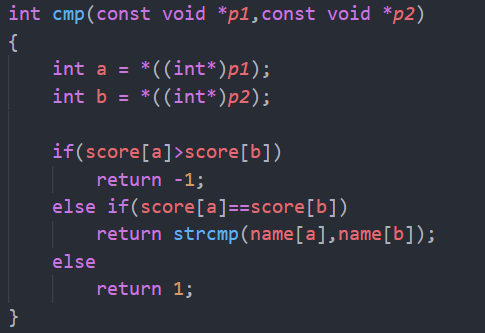 int cmp(const void *p1,const void *p2)
{
    int a = *((int*)p1);
    int b = *((int*)p2);

    if(score[a]>score[b])
        return -1;
    else if(score[a]==score[b])
        return strcmp(name[a],name[b]);
    else
        return 1;
}